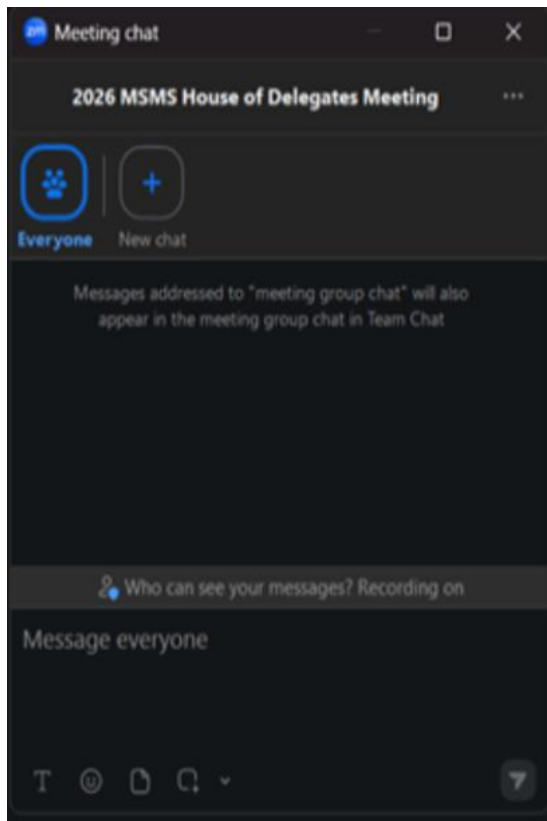 zm Meeting chat
2026 MSMS House of Delegates Meeting
Everyone New chat
Messages addressed to "meeting group chat" will also
appear in the meeting group chat in Team Chat
Who can see your messages? Recording on
Message everyone
T